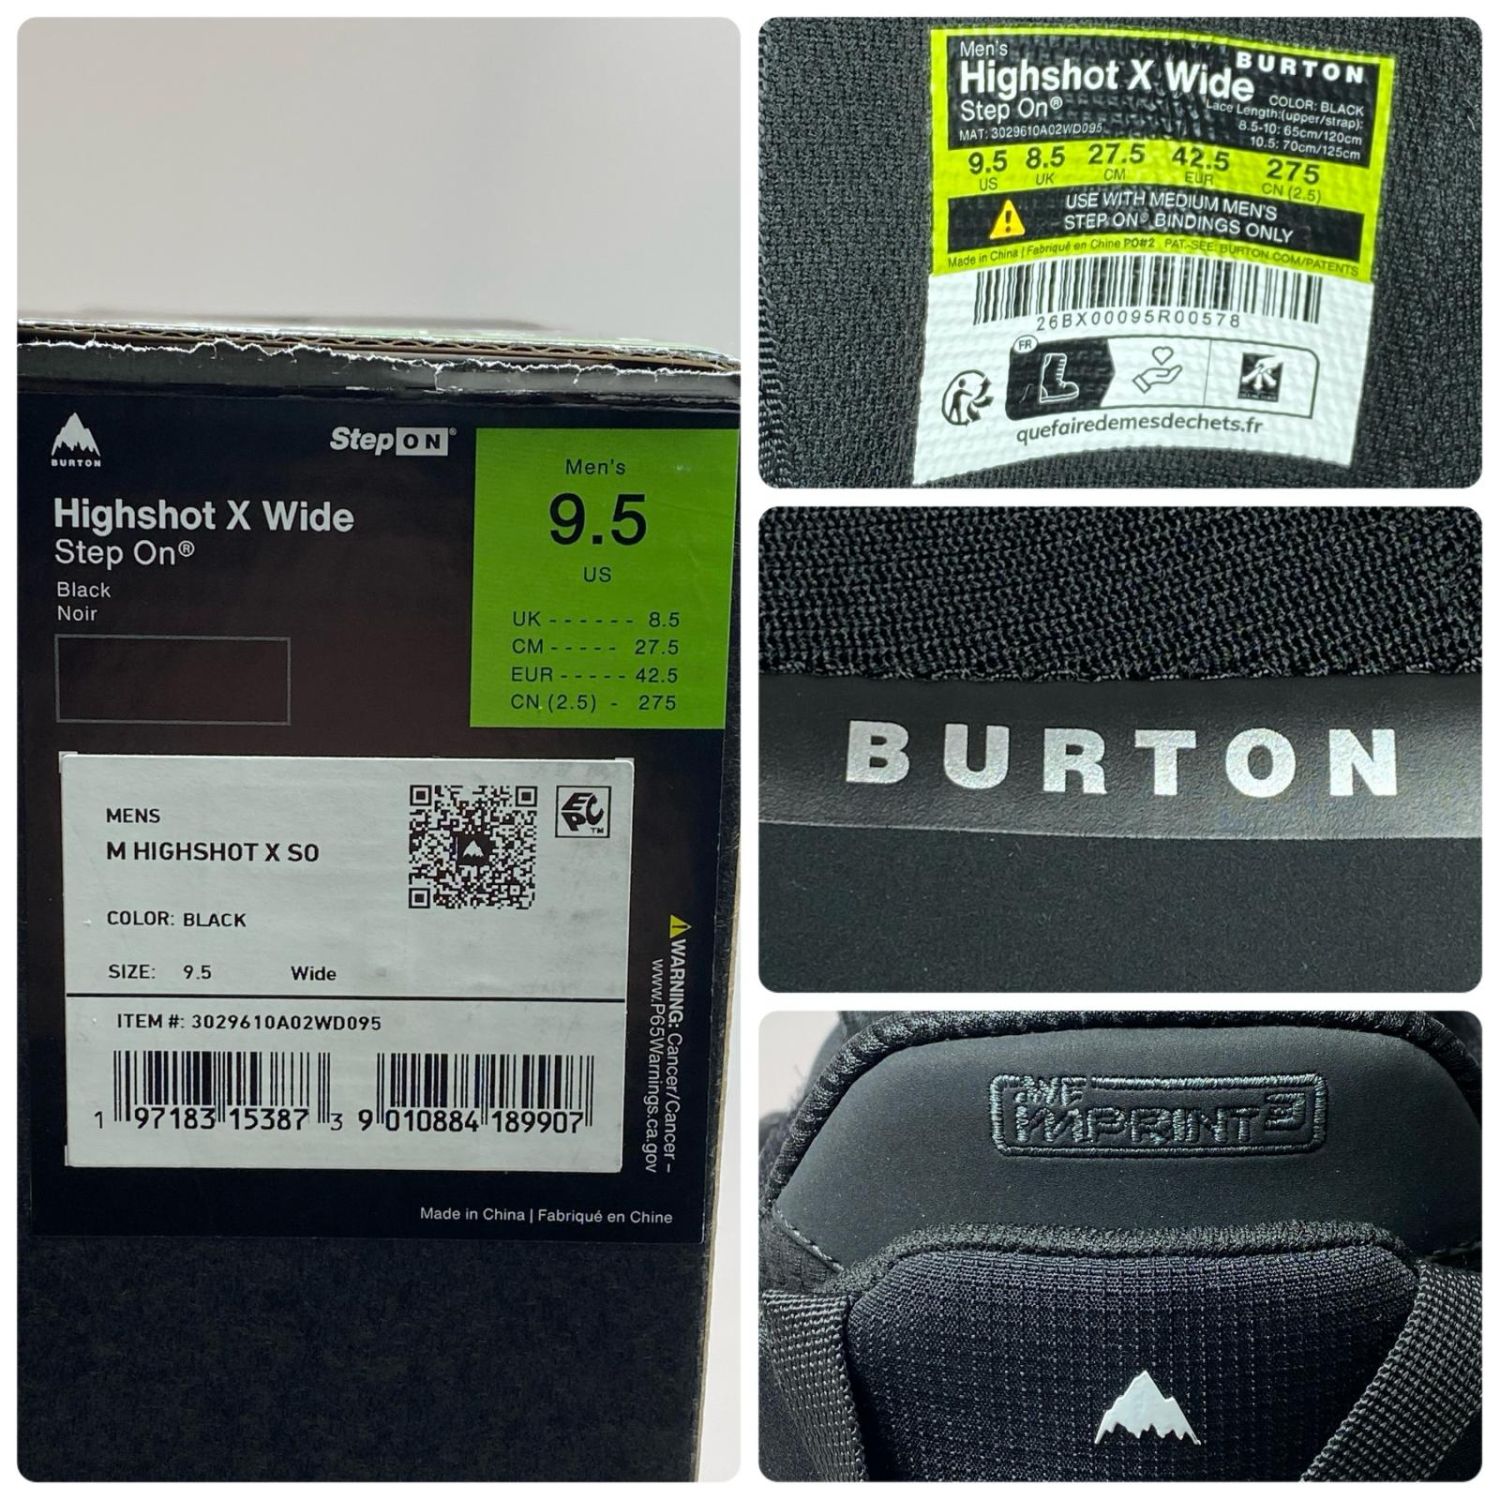 BURTON
StepON®
Highshot X Wide
Step On®
Black
Noir
Men's
9.5
US
UK - - - - - - 8.5
CM - - - - - 27.5
EUR - - - - - 42.5
CN (2.5) - 275
MENS
M HIGHSHOT X SO
COLOR: BLACK
SIZE: 9.5 Wide
ITEM #: 3029610A02WD095
1 97183 15387 3
9 010884 189907
EC PC™
WARNING: Cancer/Cancer -
www.P65Warnings.ca.gov
Made in China | Fabriqué en Chine
Men's
BURTON
Highshot X Wide
Step On®
COLOR: BLACK
Lace Length:(upper/strap):
MAT: 3029610A02WD095
8.5-10: 65cm/120cm
10.5: 70cm/125cm
9.5 8.5 27.5 42.5 275
US UK CM EUR CN (2.5)
USE WITH MEDIUM MEN'S
STEP ON® BINDINGS ONLY
Made in China | Fabriqué en Chine PO#2 PAT. SEE BURTON.COM/PATENTS
26BX00095R00578
FR
quefairedemesdechets.fr
BURTON
IMPRINT 3